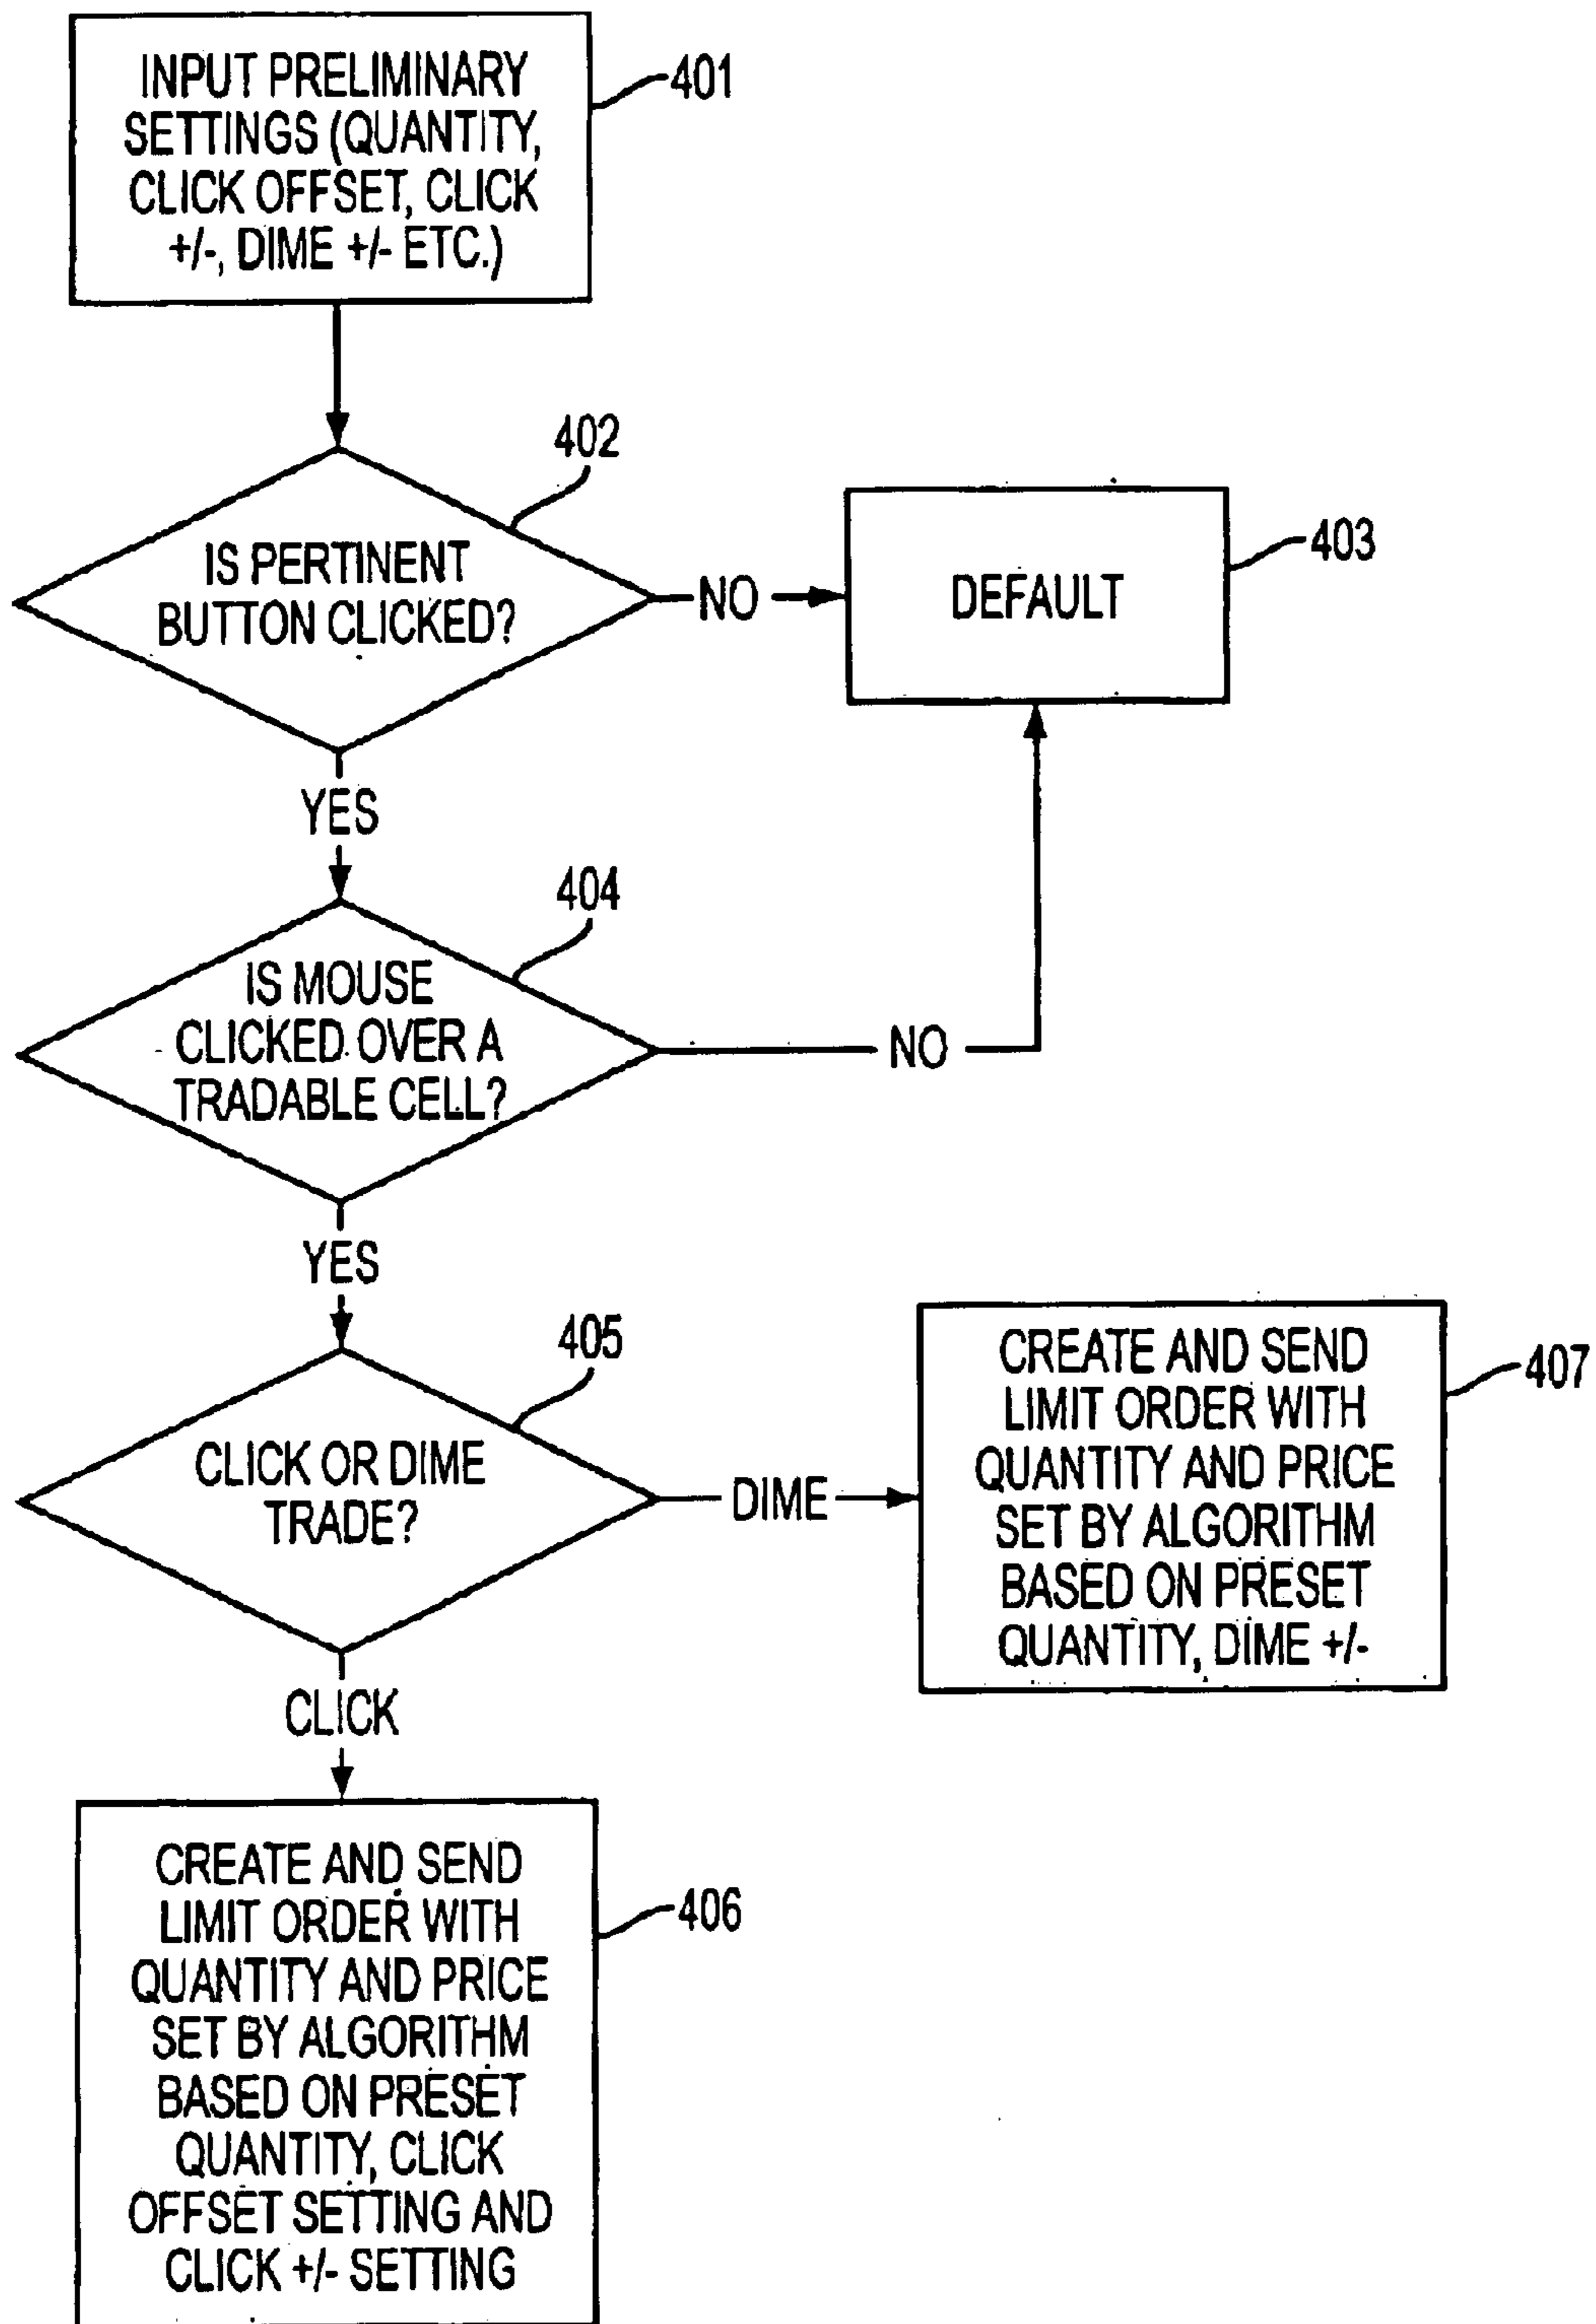 INPUT PRELIMINARY
SETTINGS (QUANTITY,
CLICK OFFSET, CLICK
+/-, DIME +/- ETC.)
401
402
IS PERTINENT
BUTTON CLICKED?
NO
DEFAULT
403
YES
404
IS MOUSE
CLICKED OVER A
TRADABLE CELL?
NO
YES
405
CLICK OR DIME
TRADE?
DIME
CREATE AND SEND
LIMIT ORDER WITH
QUANTITY AND PRICE
SET BY ALGORITHM
BASED ON PRESET
QUANTITY, DIME +/-
407
CLICK
CREATE AND SEND
LIMIT ORDER WITH
QUANTITY AND PRICE
SET BY ALGORITHM
BASED ON PRESET
QUANTITY, CLICK
OFFSET SETTING AND
CLICK +/- SETTING
406